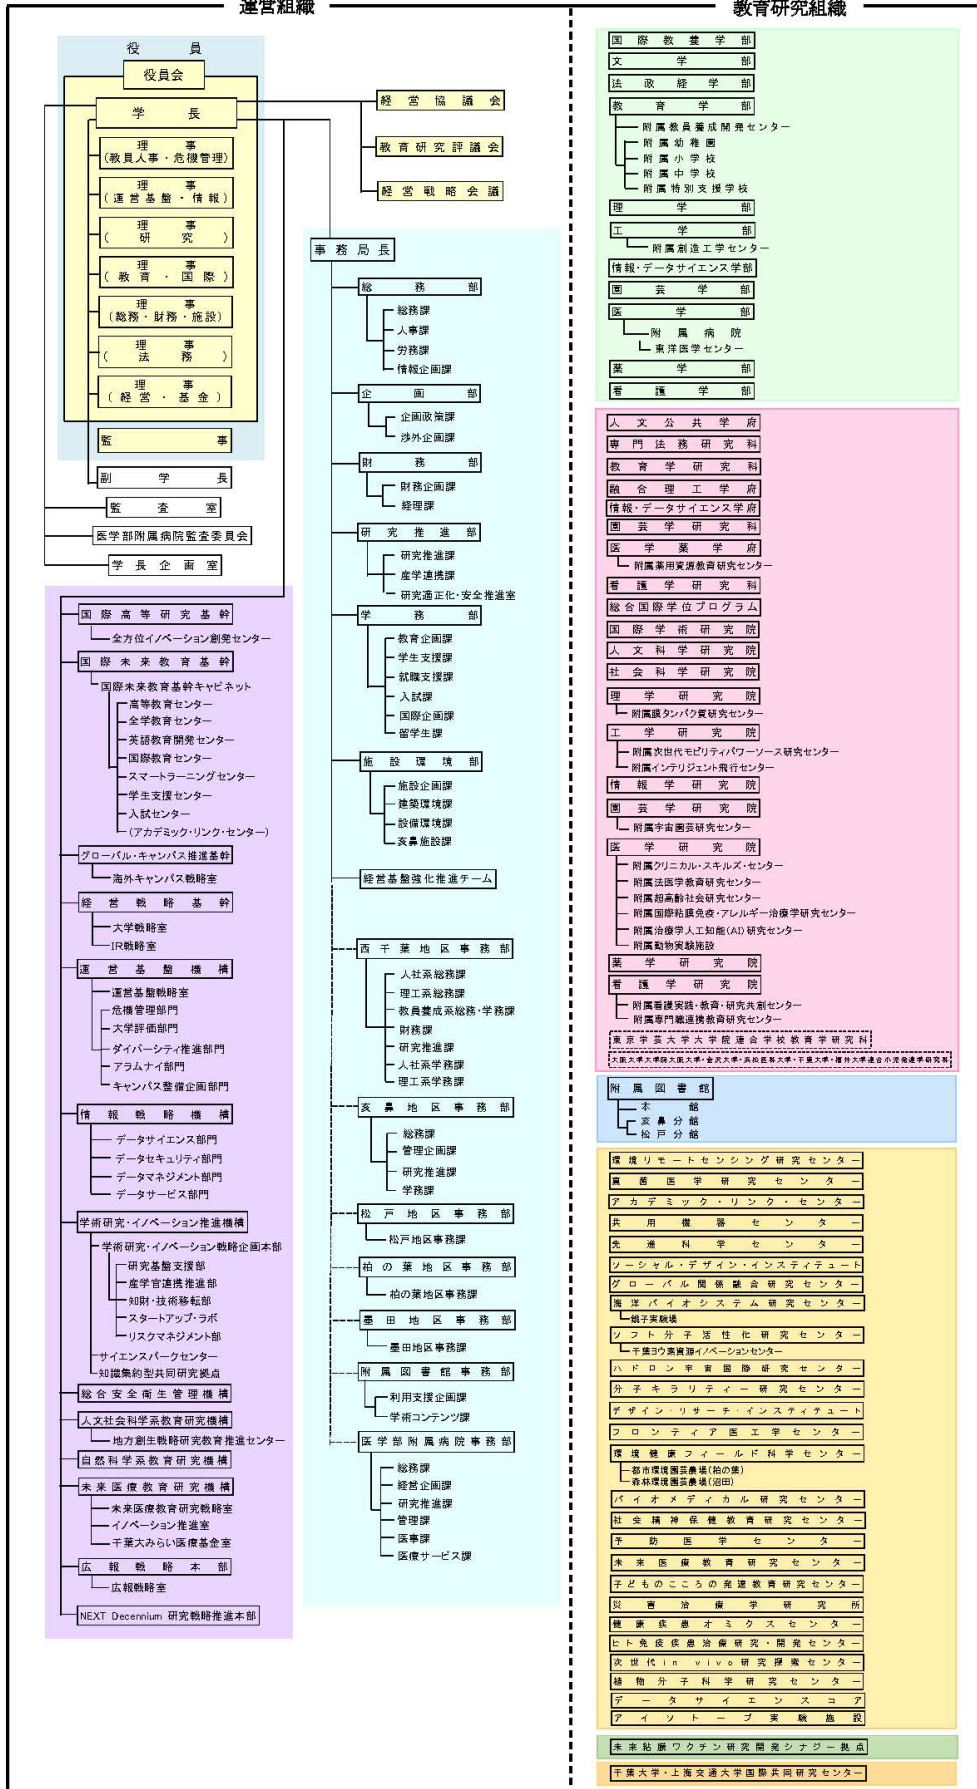 運営組織
役員
役員会
学長
理事
(教員人事・危機管理)
理事
(運営基盤・情報)
理事
(研究)
理事
(教育・国際)
理事
(総務・財務・施設)
理事
(法務)
理事
(経営・基金)
監事
副学長
監査室
医学部附属病院監査委員会
学長企画室
経営協議会
教育研究評議会
経営戦略会議
国際高等研究基幹
全方位イノベーション創発センター
国際未来教育基幹
国際未来教育基幹キャビネット
高等教育センター
全学教育センター
英語教育開発センター
国際教育センター
スマートラーニングセンター
学生支援センター
入試センター
(アカデミック・リンク・センター)
グローバル・キャンパス推進基幹
海外キャンパス戦略室
経営戦略基幹
大学戦略室
IR戦略室
運営基盤機構
運営基盤戦略室
危機管理部門
大学評価部門
ダイバーシティ推進部門
アラムナイ部門
キャンパス整備企画部門
情報戦略機構
データサイエンス部門
データセキュリティ部門
データマネジメント部門
データサービス部門
学術研究・イノベーション推進機構
学術研究・イノベーション戦略企画本部
研究基盤支援部
産学官連携推進部
知財・技術移転部
スタートアップ・ラボ
リスクマネジメント部
サイエンスパークセンター
知識集約型共同研究拠点
総合安全衛生管理機構
人文社会科学系教育研究機構
地方創生戦略研究教育推進センター
自然科学系教育研究機構
未来医療教育研究機構
未来医療教育研究戦略室
イノベーション推進室
千葉大みらい医療基金室
広報戦略本部
広報戦略室
NEXT Decennium 研究戦略推進本部
事務局長
総務部
総務課
人事課
労務課
情報企画課
企画部
企画政策課
渉外企画課
財務部
財務企画課
経理課
研究推進部
研究推進課
産学連携課
研究適正化・安全推進室
学務部
教育企画課
学生支援課
就職支援課
入試課
国際企画課
留学生課
施設環境部
施設企画課
建築環境課
設備環境課
亥鼻施設課
経営基盤強化推進チーム
西千葉地区事務部
人社系総務課
理工系総務課
教員養成系総務・学務課
財務課
研究推進課
人社系学務課
理工系学務課
亥鼻地区事務部
総務課
管理企画課
研究推進課
学務課
松戸地区事務部
松戸地区事務課
柏の葉地区事務部
柏の葉地区事務課
墨田地区事務部
墨田地区事務課
附属図書館事務部
利用支援企画課
学術コンテンツ課
医学部附属病院事務部
総務課
経営企画課
研究推進課
管理課
医事課
医療サービス課
教育研究組織
国際教養学部
文学部
法政経学部
教育学部
附属教員養成開発センター
附属幼稚園
附属小学校
附属中学校
附属特別支援学校
理学部
工学部
附属創造工学センター
情報・データサイエンス学部
園芸学部
医学部
附属病院
東洋医学センター
薬学部
看護学部
人文公共学府
専門法務研究科
教育学研究科
融合理工学府
情報・データサイエンス学府
園芸学研究科
医学薬学府
附属薬用資源教育研究センター
看護学研究科
総合国際学位プログラム
国際学術研究院
人文科学研究院
社会科学研究院
理学研究院
附属膜タンパク質研究センター
工学研究院
附属次世代モビリティパワーソース研究センター
附属インテリジェント飛行センター
情報学研究院
園芸学研究院
附属宇宙園芸研究センター
医学研究院
附属クリニカル・スキルズ・センター
附属法医学教育研究センター
附属超高齢社会研究センター
附属国際粘膜免疫・アレルギー治療学研究センター
附属治療学人工知能(AI)研究センター
附属動物実験施設
薬学研究院
看護学研究院
附属看護実践・教育・研究共創センター
附属専門職連携教育研究センター
東京学芸大学大学院連合学校教育学研究科
大阪大学大学院大阪大学・金沢大学・浜松医科大学・千葉大学・福井大学連合小児発達学研究科
附属図書館
本館
亥鼻分館
松戸分館
環境リモートセンシング研究センター
真菌医学研究センター
アカデミック・リンク・センター
共用機器センター
先進科学センター
ソーシャル・デザイン・インスティテュート
グローバル関係融合研究センター
海洋バイオシステム研究センター
銚子実験場
ソフト分子活性化研究センター
千葉ヨウ素資源イノベーションセンター
ハドロン宇宙国際研究センター
分子キラリティー研究センター
デザイン・リサーチ・インスティテュート
フロンティア医工学センター
環境健康フィールド科学センター
都市環境園芸農場(柏の葉)
森林環境園芸農場(沼田)
バイオメディカル研究センター
社会精神保健教育研究センター
予防医学センター
未来医療教育研究センター
子どものこころの発達教育研究センター
災害治療学研究所
健康疾患オミクスセンター
ヒト免疫疾患治療研究・開発センター
次世代in vivo研究探索センター
植物分子科学研究センター
データサイエンスコア
アイソトープ実験施設
未来粘膜ワクチン研究開発シナジー拠点
千葉大学・上海交通大学国際共同研究センター